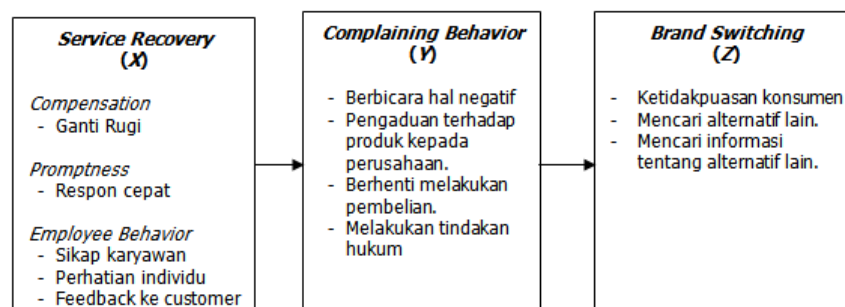 Service Recovery
(X)
Compensation
- Ganti Rugi
Promptness
- Respon cepat
Employee Behavior
- Sikap karyawan
- Perhatian individu
- Feedback ke customer
Complaining Behavior
(Y)
- Berbicara hal negatif
- Pengaduan terhadap
produk kepada
perusahaan.
- Berhenti melakukan
pembelian.
- Melakukan tindakan
hukum
Brand Switching
(Z)
- Ketidakpuasan konsumen
- Mencari alternatif lain.
- Mencari informasi
tentang alternatif lain.